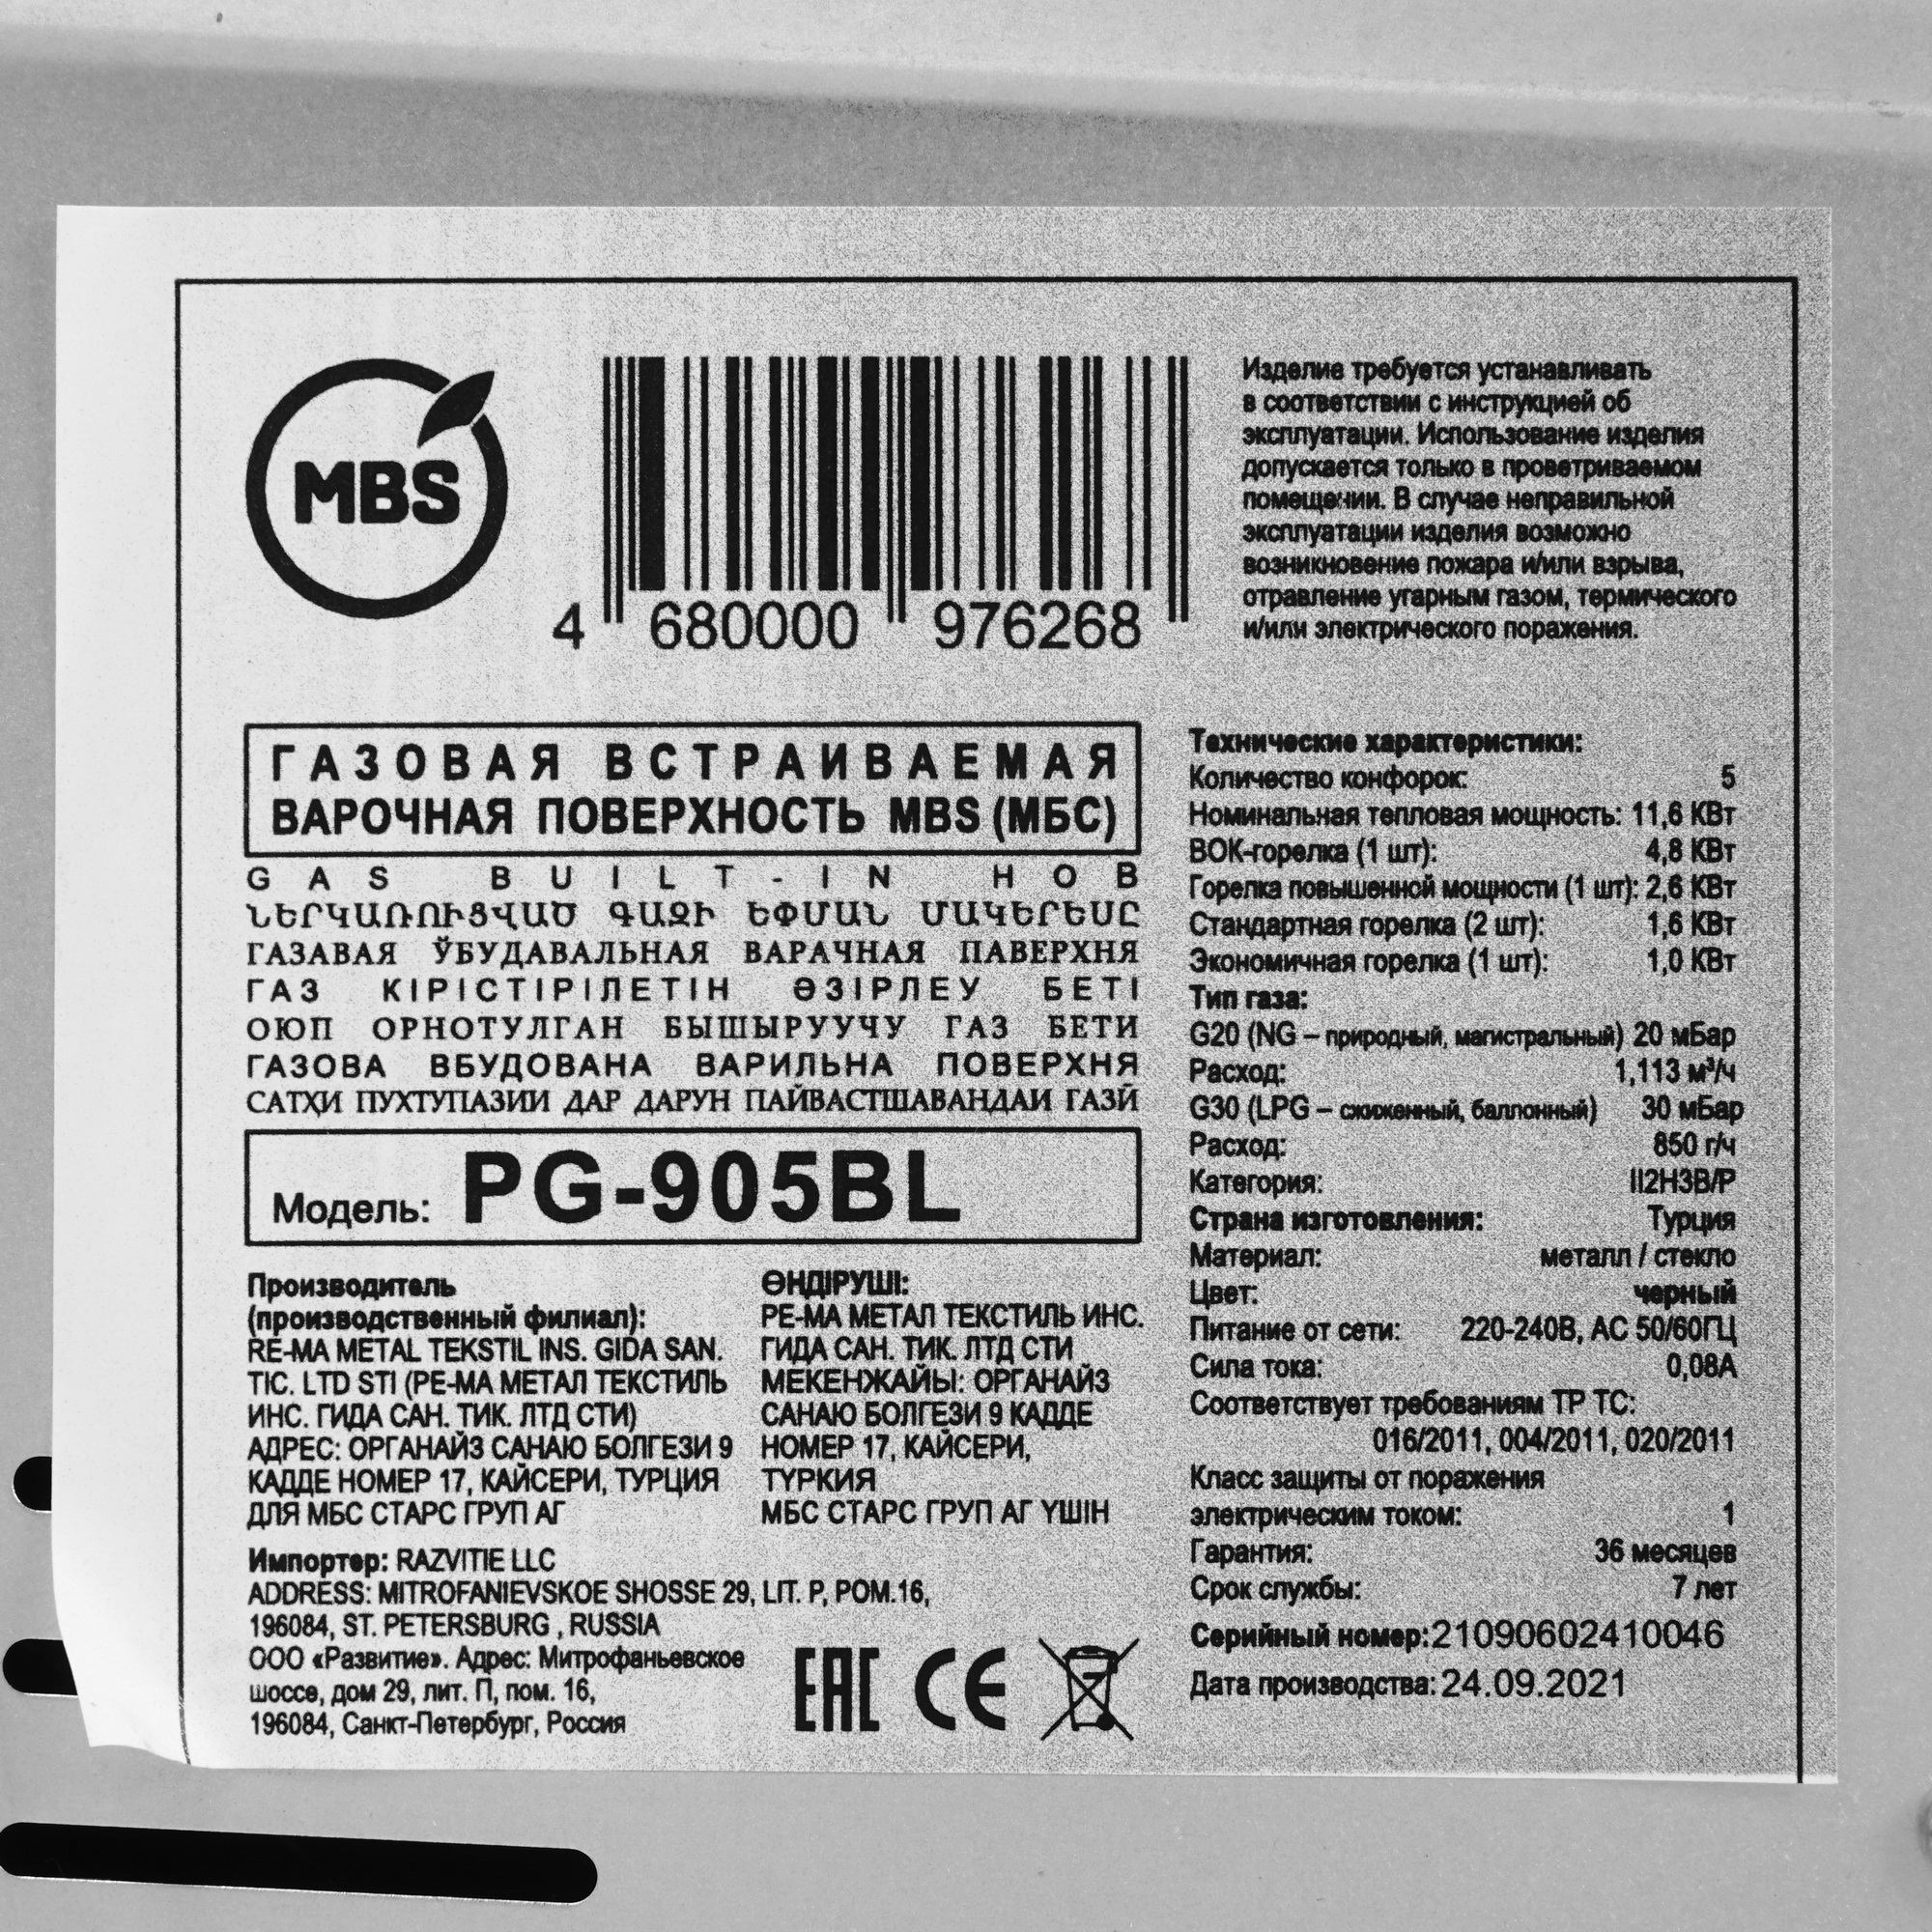 MBS
4 680000 976268
Изделие требуется устанавливать
в соответствии с инструкцией об
эксплуатации. Использование изделия
допускается только в проветриваемом
помещении. В случае неправильной
эксплуатации изделия возможно
возникновение пожара и/или взрыва,
отравление угарным газом, термического
и/или электрического поражения.
ГАЗОВАЯ ВСТРАИВАЕМАЯ
ВАРОЧНАЯ ПОВЕРХНОСТЬ MBS (МБС)
GAS BUILT-IN HOB
ՆԵՐԿԱՌՈՒՑՎԱԾ ԳԱԶԻ ԵՓՄԱՆ ՄԱԿԵՐԵՍԸ
ГАЗАВАЯ ЎБУДАВАЛЬНАЯ ВАРАЧНАЯ ПАВЕРХНЯ
ГАЗ КІРІСТІРІЛЕТІН ӘЗІРЛЕУ БЕТІ
ОЮП ОРНОТУЛГАН БЫШЫРУУЧУ ГАЗ БЕТИ
ГАЗОВА ВБУДОВАНА ВАРИЛЬНА ПОВЕРХНЯ
САТҲИ ПУХТУПАЗИИ ДАР ДАРУН ПАЙВАСТШАВАНДАИ ГАЗӢ
Модель: PG-905BL
Производитель
(производственный филиал):
RE-MA METAL TEKSTIL INS. GIDA SAN.
TIC. LTD STI (РЕ-МА МЕТАЛ ТЕКСТИЛЬ
ИНС. ГИДА САН. ТИК. ЛТД СТИ)
АДРЕС: ОРГАНАЙЗ САНАЮ БОЛГЕЗИ 9
КАДДЕ НОМЕР 17, КАЙСЕРИ, ТУРЦИЯ
ДЛЯ МБС СТАРС ГРУП АГ
ӨНДІРУШІ:
РЕ-МА МЕТАЛ ТЕКСТИЛЬ ИНС.
ГИДА САН. ТИК. ЛТД СТИ
МЕКЕНЖАЙЫ: ОРГАНАЙЗ
САНАЮ БОЛГЕЗИ 9 КАДДЕ
НОМЕР 17, КАЙСЕРИ,
ТҮРКИЯ
МБС СТАРС ГРУП АГ ҮШІН
Импортер: RAZVITIE LLC
ADDRESS: MITROFANIEVSKOE SHOSSE 29, LIT. P, POM.16,
196084, ST. PETERSBURG , RUSSIA
ООО «Развитие». Адрес: Митрофаньевское
шоссе, дом 29, лит. П, пом. 16,
196084, Санкт-Петербург, Россия
EAC CE
Технические характеристики:
Количество конфорок: 5
Номинальная тепловая мощность: 11,6 КВт
ВОК-горелка (1 шт): 4,8 КВт
Горелка повышенной мощности (1 шт): 2,6 КВт
Стандартная горелка (2 шт): 1,6 КВт
Экономичная горелка (1 шт): 1,0 КВт
Тип газа:
G20 (NG – природный, магистральный) 20 мБар
Расход: 1,113 м³/ч
G30 (LPG – сжиженный, баллонный) 30 мБар
Расход: 850 г/ч
Категория: II2H3B/P
Страна изготовления: Турция
Материал: металл / стекло
Цвет: черный
Питание от сети: 220-240В, АС 50/60ГЦ
Сила тока: 0,08А
Соответствует требованиям ТР ТС:
016/2011, 004/2011, 020/2011
Класс защиты от поражения
электрическим током: 1
Гарантия: 36 месяцев
Срок службы: 7 лет
Серийный номер:21090602410046
Дата производства:24.09.2021